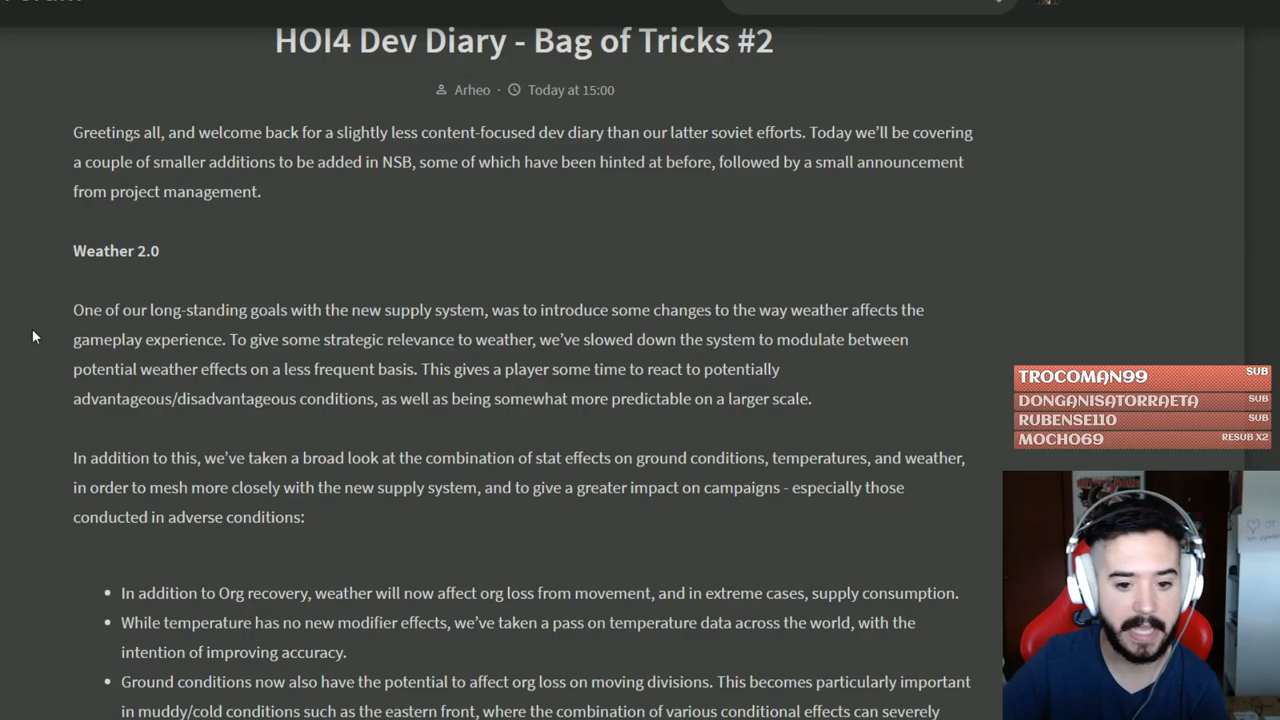 HOI4 Dev Diary - Bag of Tricks #2
Arheo · Today at 15:00
Greetings all, and welcome back for a slightly less content-focused dev diary than our latter soviet efforts. Today we’ll be covering
a couple of smaller additions to be added in NSB, some of which have been hinted at before, followed by a small announcement
from project management.
Weather 2.0
One of our long-standing goals with the new supply system, was to introduce some changes to the way weather affects the
gameplay experience. To give some strategic relevance to weather, we’ve slowed down the system to modulate between
potential weather effects on a less frequent basis. This gives a player some time to react to potentially
advantageous/disadvantageous conditions, as well as being somewhat more predictable on a larger scale.
In addition to this, we’ve taken a broad look at the combination of stat effects on ground conditions, temperatures, and weather,
in order to mesh more closely with the new supply system, and to give a greater impact on campaigns - especially those
conducted in adverse conditions:
• In addition to Org recovery, weather will now affect org loss from movement, and in extreme cases, supply consumption.
• While temperature has no new modifier effects, we’ve taken a pass on temperature data across the world, with the
intention of improving accuracy.
• Ground conditions now also have the potential to affect org loss on moving divisions. This becomes particularly important
in muddy/cold conditions such as the eastern front, where the combination of various conditional effects can severely
TROCOMAN99 SUB
DONGANISATORRAETA SUB
RUBENSE110 SUB
MOCHO69 RESUB X2